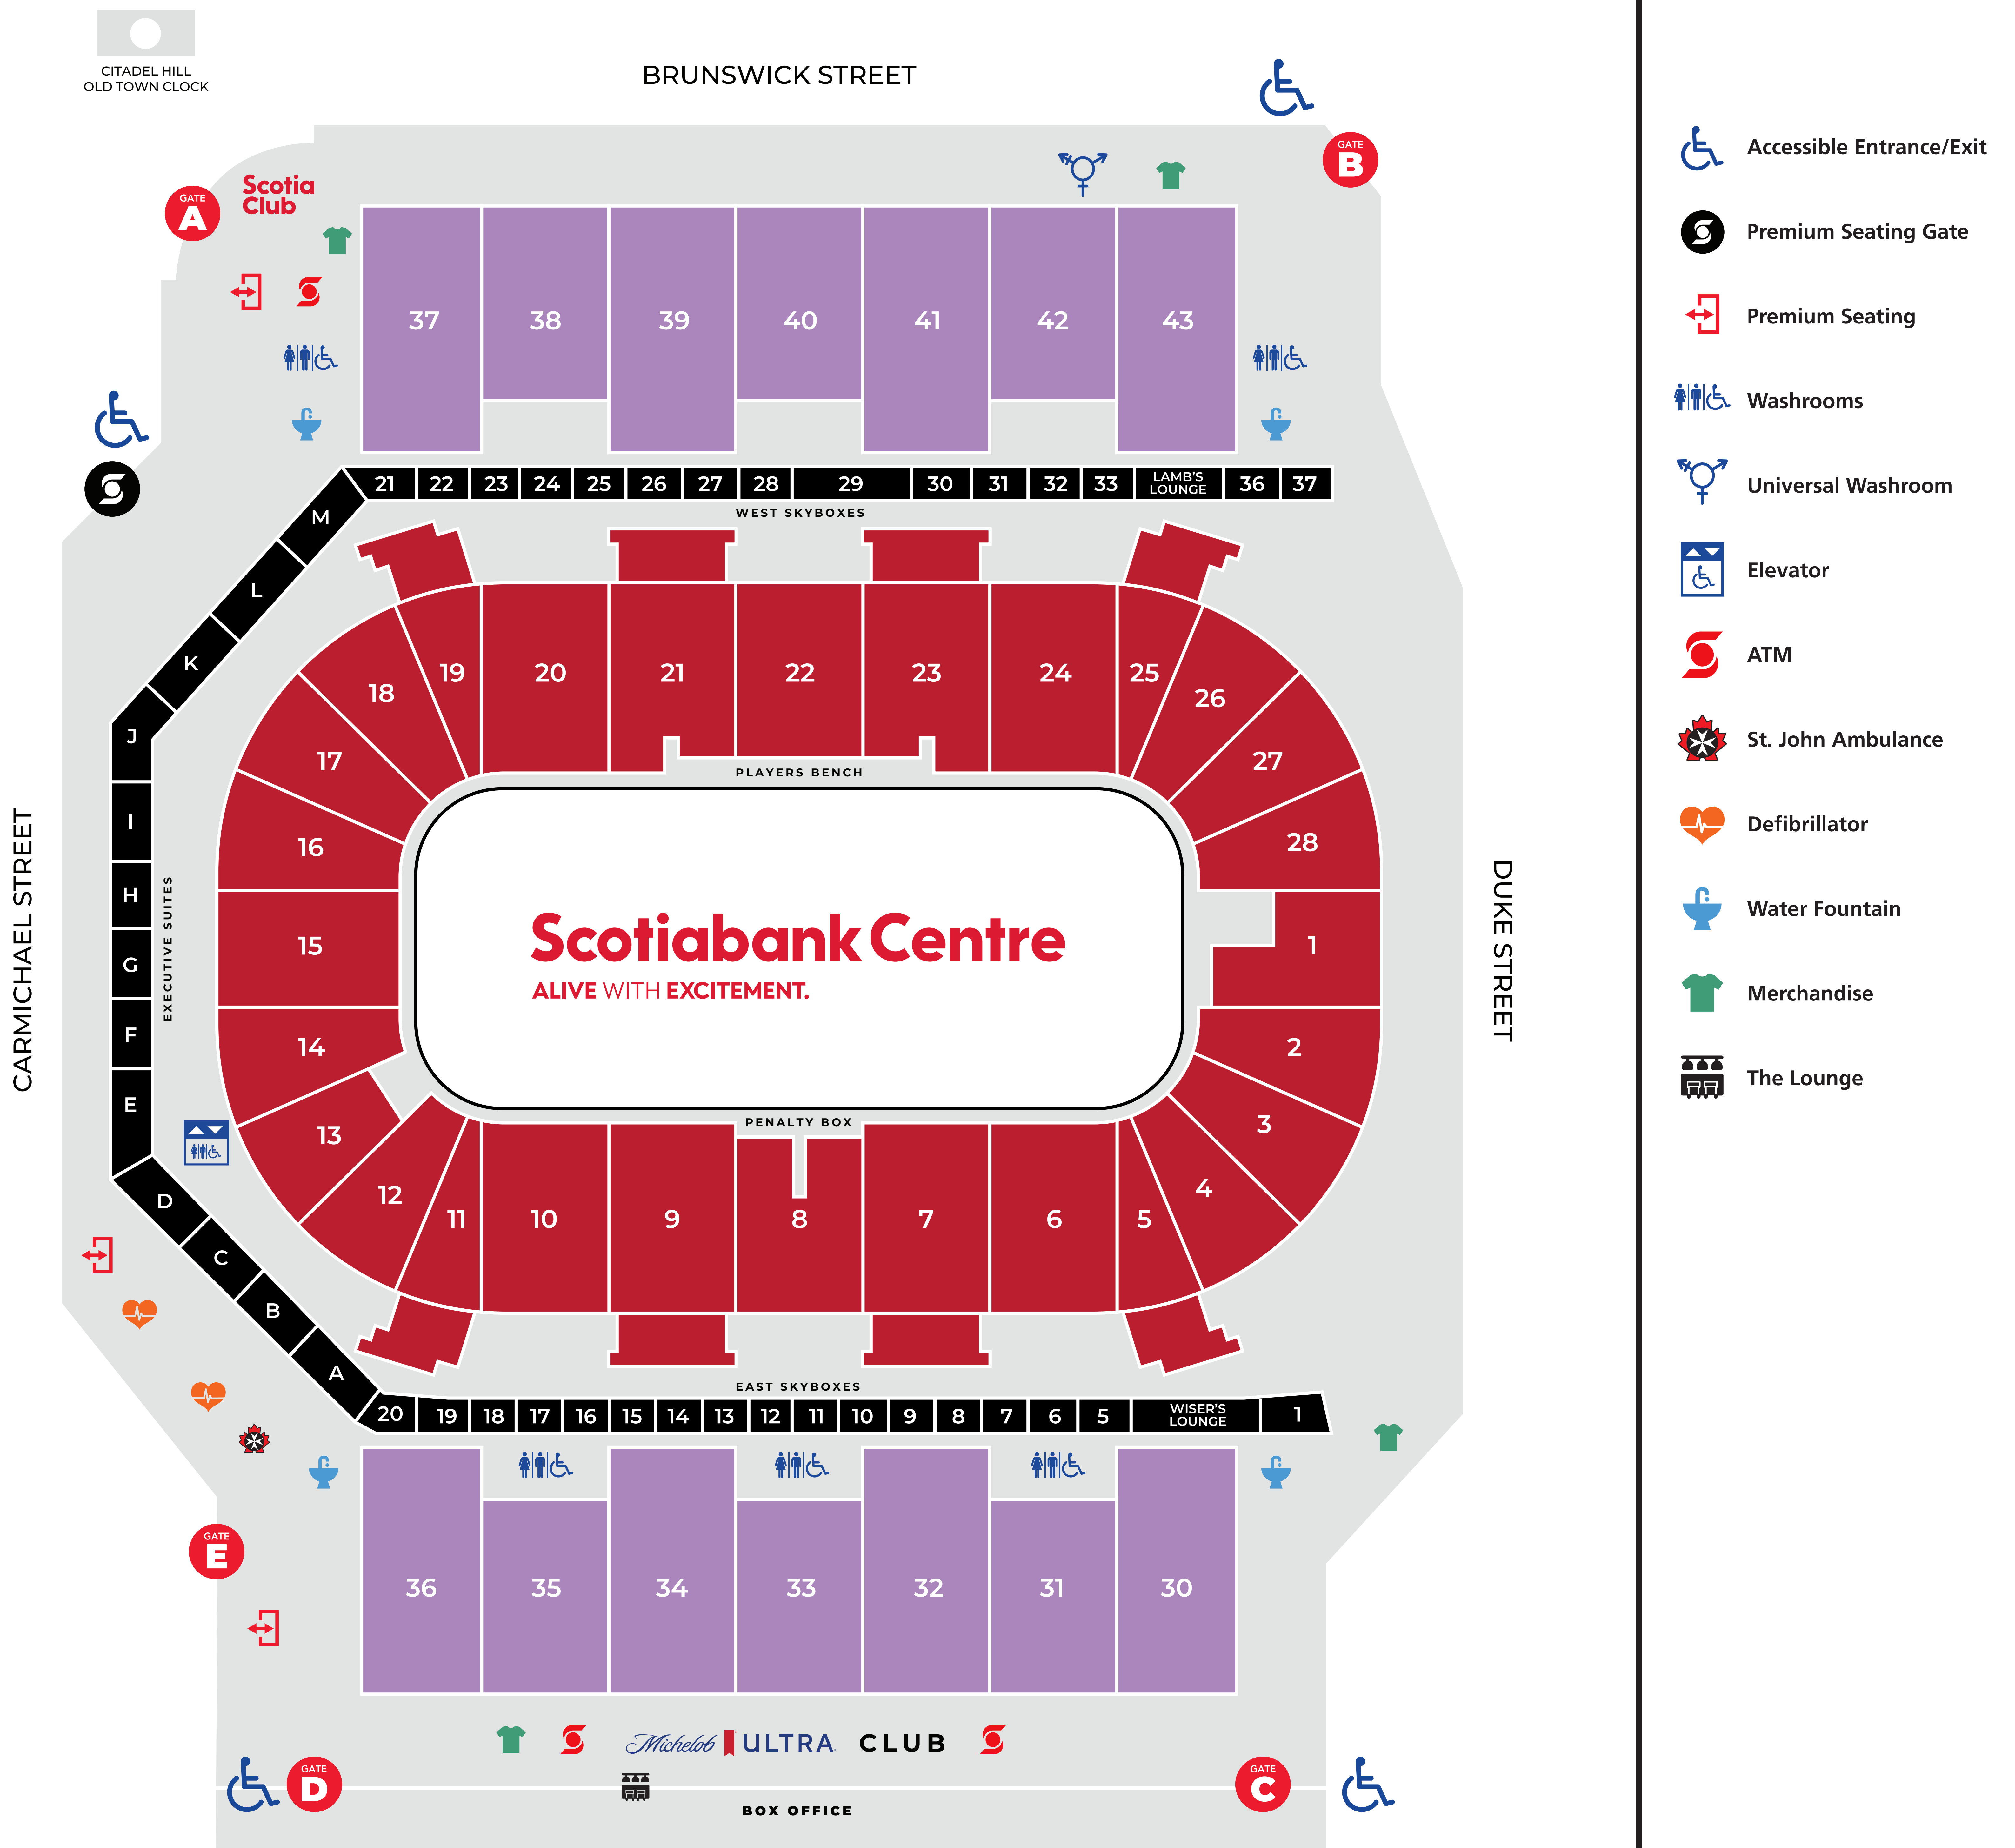 CITADEL HILL
OLD TOWN CLOCK
BRUNSWICK STREET
GATE
A
Scotia
Club
GATE
B
37
38
39
40
41
42
43
21
22
23
24
25
26
27
28
29
30
31
32
33
LAMB'S
LOUNGE
36
37
WEST SKYBOXES
M
L
K
J
I
H
G
F
E
D
C
B
A
EXECUTIVE SUITES
CARMICHAEL STREET
DUKE STREET
18
19
20
21
22
23
24
25
26
17
27
16
28
15
1
14
2
13
3
12
11
10
9
8
7
6
5
4
PLAYERS BENCH
Scotiabank Centre
ALIVE WITH EXCITEMENT.
PENALTY BOX
EAST SKYBOXES
20
19
18
17
16
15
14
13
12
11
10
9
8
7
6
5
WISER'S
LOUNGE
1
GATE
E
36
35
34
33
32
31
30
Michelob ULTRA CLUB
GATE
D
GATE
C
BOX OFFICE
Accessible Entrance/Exit
Premium Seating Gate
Premium Seating
Washrooms
Universal Washroom
Elevator
ATM
St. John Ambulance
Defibrillator
Water Fountain
Merchandise
The Lounge